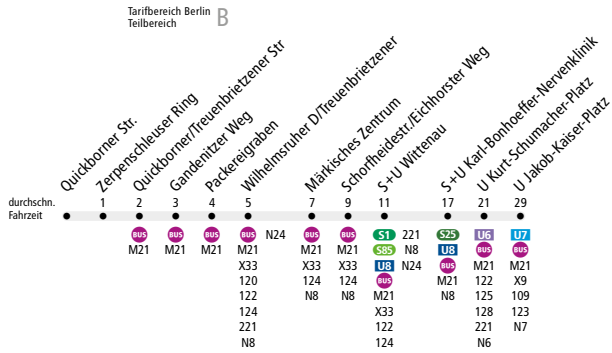 Tarifbereich Berlin
Teilbereich
B
Quickborner Str.
Zerpenschleuser Ring
Quickborner/Treuenbrietzener Str
Gandenitzer Weg
Packereigraben
Wilhelmsruher D/Treuenbrietzener
Märkisches Zentrum
Schorfheidestr./Eichhorster Weg
S+U Wittenau
S+U Karl-Bonhoeffer-Nervenklinik
U Kurt-Schumacher-Platz
U Jakob-Kaiser-Platz
durchschn. 1 2 3 4 5 7 9 11 17 21 29
Fahrzeit
BUS BUS BUS BUS N24 BUS BUS S1 221 S25 U6 U7
M21 M21 M21 M21 M21 M21 S85 N8 U8 BUS BUS
X33 X33 X33 U8 N24 BUS M21 M21
120 124 124 BUS M21 122 X9
122 N8 N8 M21 N8 125 109
124 X33 128 123
221 122 221 N7
N8 124 N6